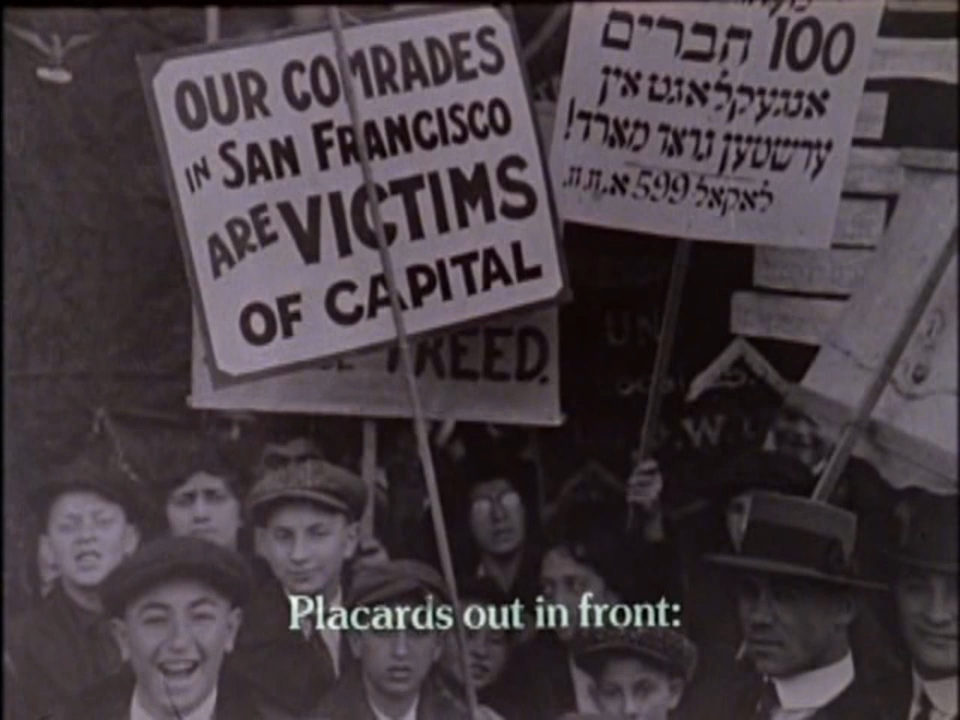 OUR COMRADES
IN SAN FRANCISCO
ARE VICTIMS
OF CAPITAL
FREED.
100 חברים
אנגעקלאגט אין
ערשטען גראד מארד!
לאקאל 599 א.ת.ת.
UN
.W.
Placards out in front: